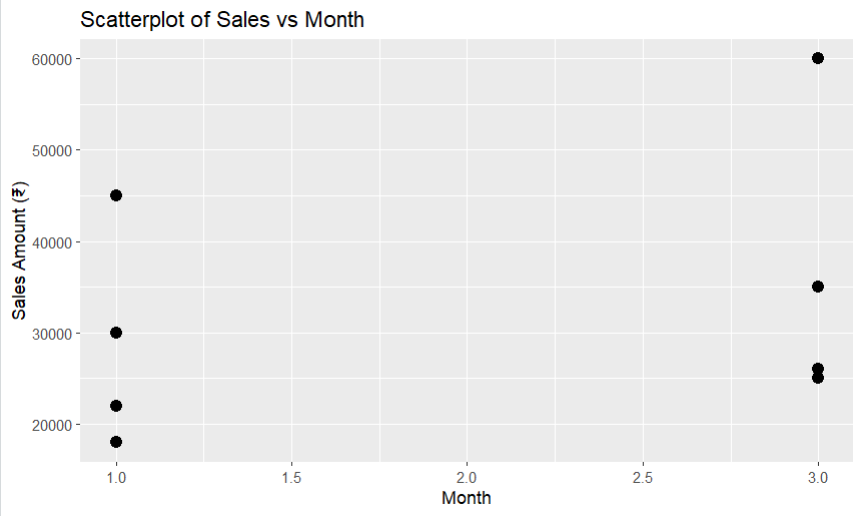 Scatterplot of Sales vs Month
Sales Amount (₹)
60000
50000
40000
30000
20000
1.0 1.5 2.0 2.5 3.0
Month